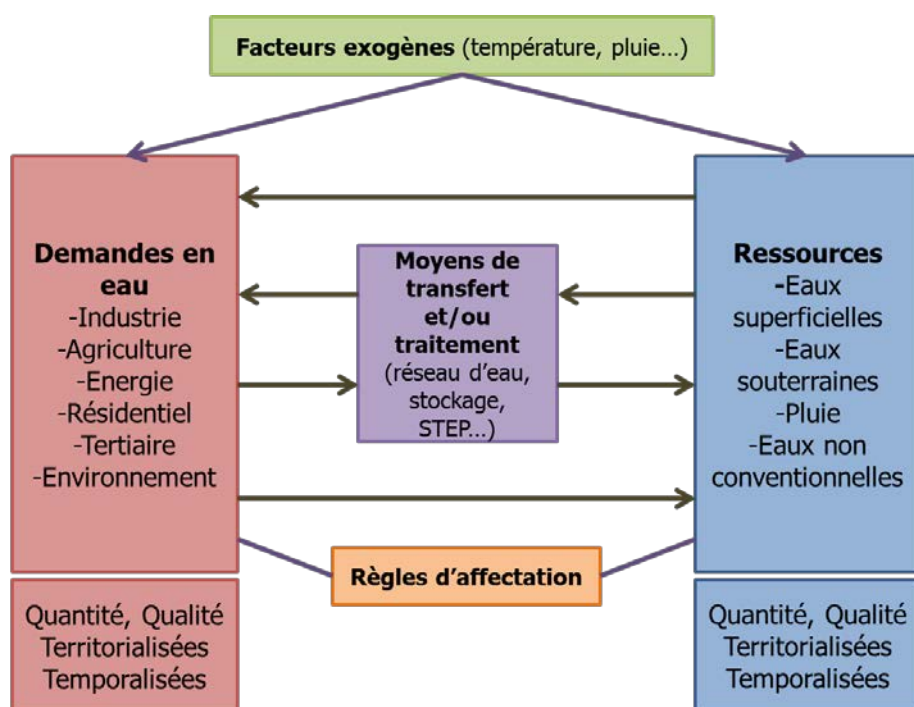 Facteurs exogènes (température, pluie…)
Demandes en
eau
-Industrie
-Agriculture
-Energie
-Résidentiel
-Tertiaire
-Environnement
Moyens de
transfert
et/ou
traitement
(réseau d’eau,
stockage,
STEP…)
Ressources
-Eaux
superficielles
-Eaux
souterraines
-Pluie
-Eaux non
conventionnelles
Règles d’affectation
Quantité, Qualité
Territorialisées
Temporalisées
Quantité, Qualité
Territorialisées
Temporalisées